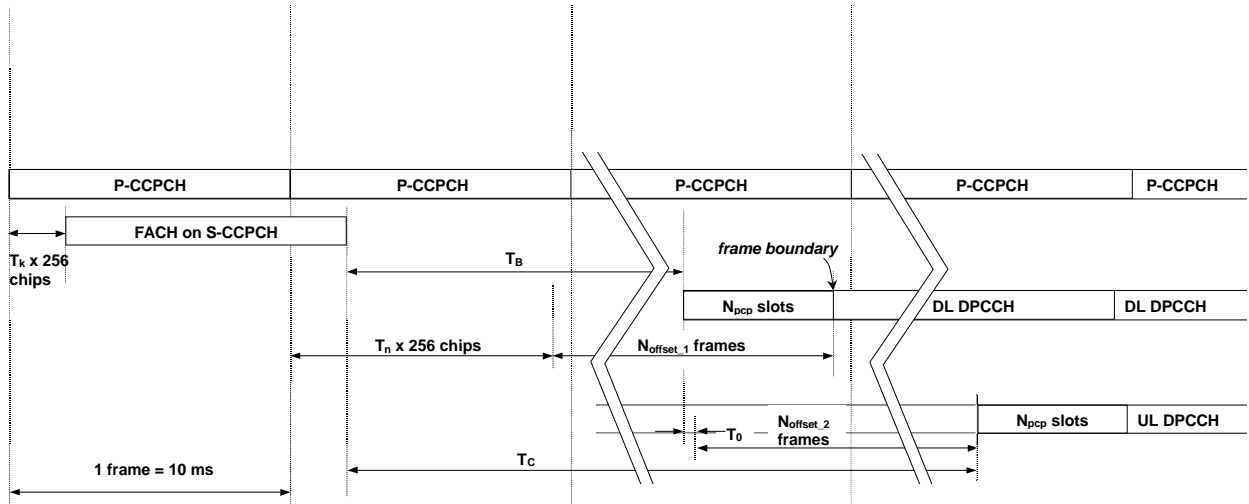 P-CCPCH P-CCPCH P-CCPCH P-CCPCH P-CCPCH
FACH on S-CCPCH
Tk x 256
chips
TB
frame boundary
Npcp slots DL DPCCH DL DPCCH
Tn x 256 chips
Noffset_1 frames
T0
Noffset_2
frames
Npcp slots UL DPCCH
TC
1 frame = 10 ms